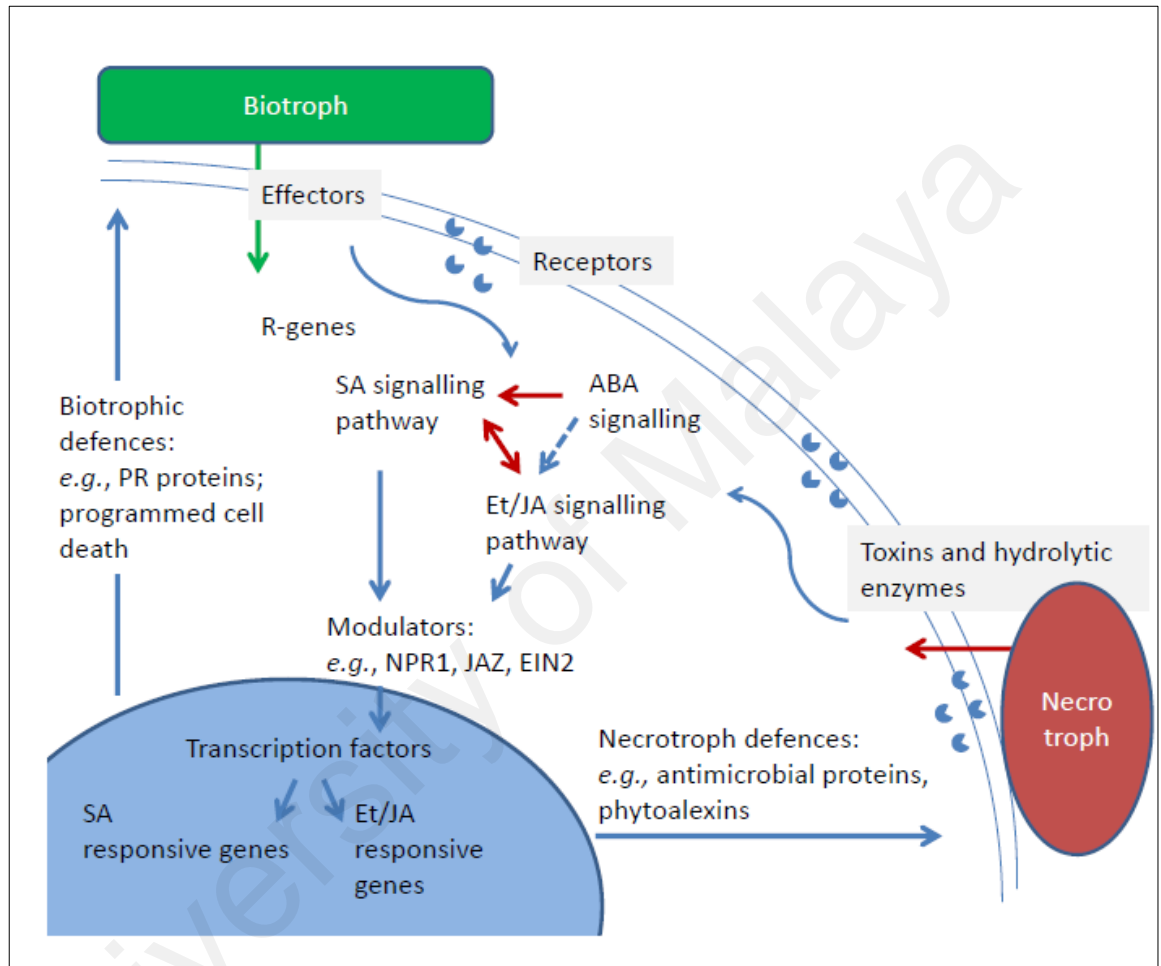 Biotroph
Effectors
Receptors
R-genes
SA signalling
pathway
ABA
signalling
Biotrophic
defences:
e.g., PR proteins;
programmed cell
death
Et/JA signalling
pathway
Toxins and hydrolytic
enzymes
Modulators:
e.g., NPR1, JAZ, EIN2
Necro
troph
Transcription factors
Necrotroph defences:
e.g., antimicrobial proteins,
phytoalexins
SA
responsive genes
Et/JA
responsive
genes
University of Malaya